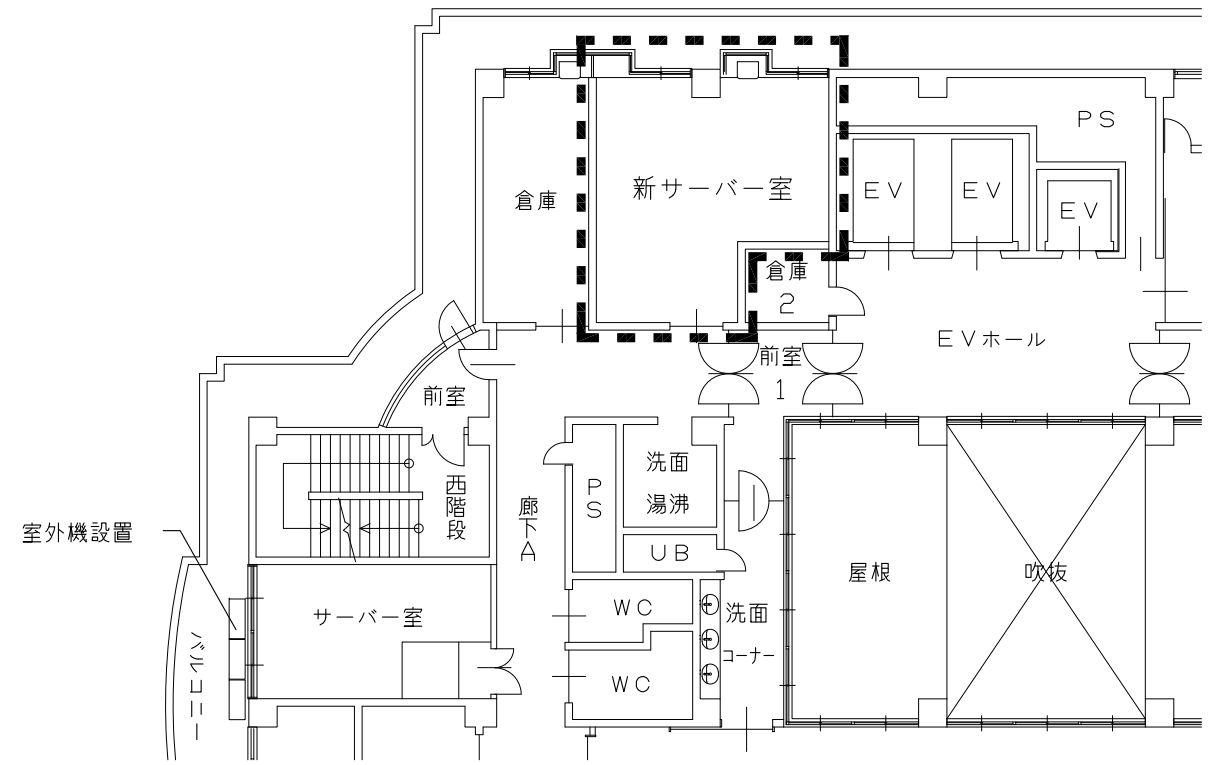 PS
倉庫
新サーバー室
EV
EV
EV
倉庫
2
EVホール
前室
1
前室
洗面
湯沸
西階段
PS
廊下A
室外機設置
UB
屋根
吹抜
サーバー室
WC
洗面
コーナー
バルコニー
WC